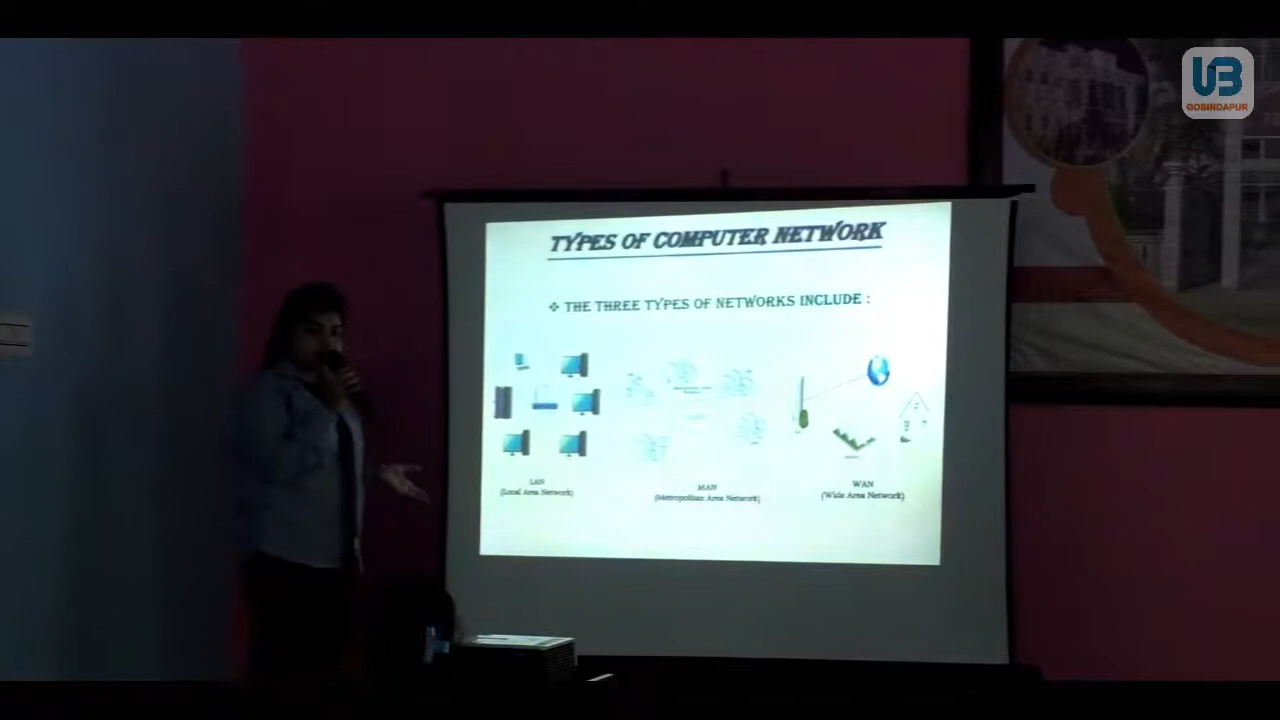 UB
GOBINDAPUR
TYPES OF COMPUTER NETWORK
❖ THE THREE TYPES OF NETWORKS INCLUDE :
LAN
(Local Area Network)
MAN
(Metropolitan Area Network)
WAN
(Wide Area Network)